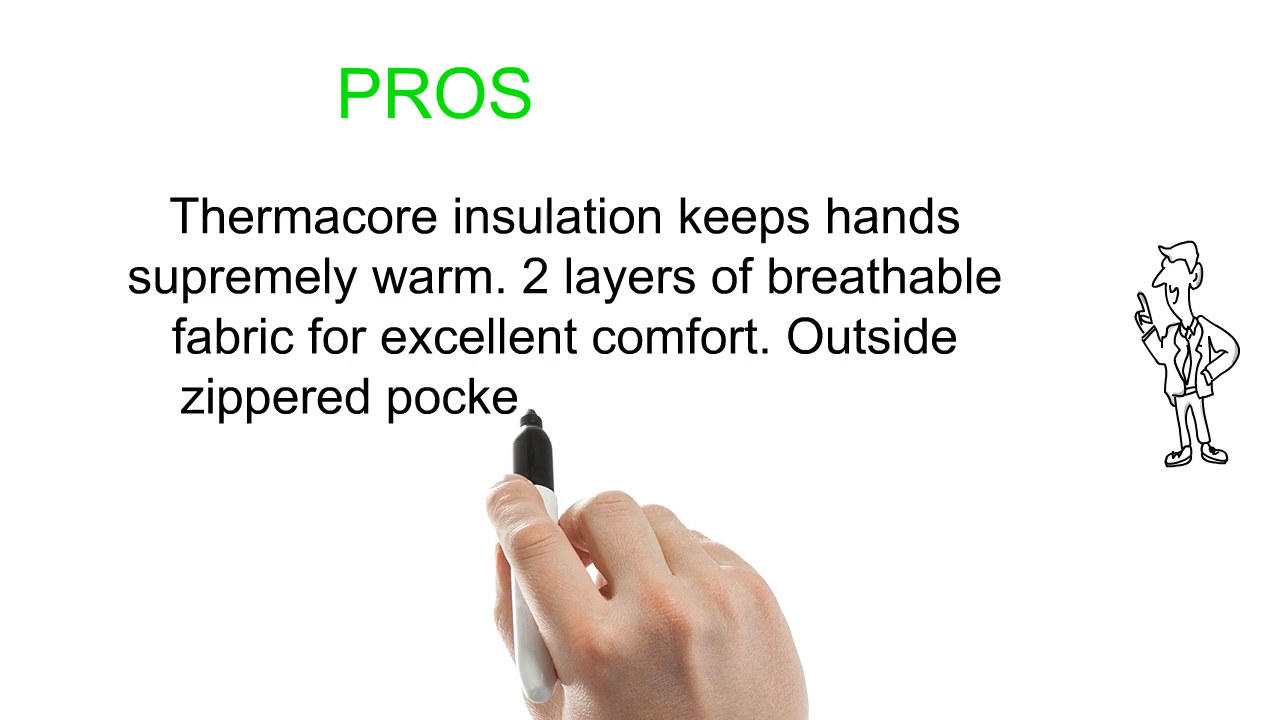 PROS
Thermacore insulation keeps hands
supremely warm. 2 layers of breathable
fabric for excellent comfort. Outside
zippered pocke